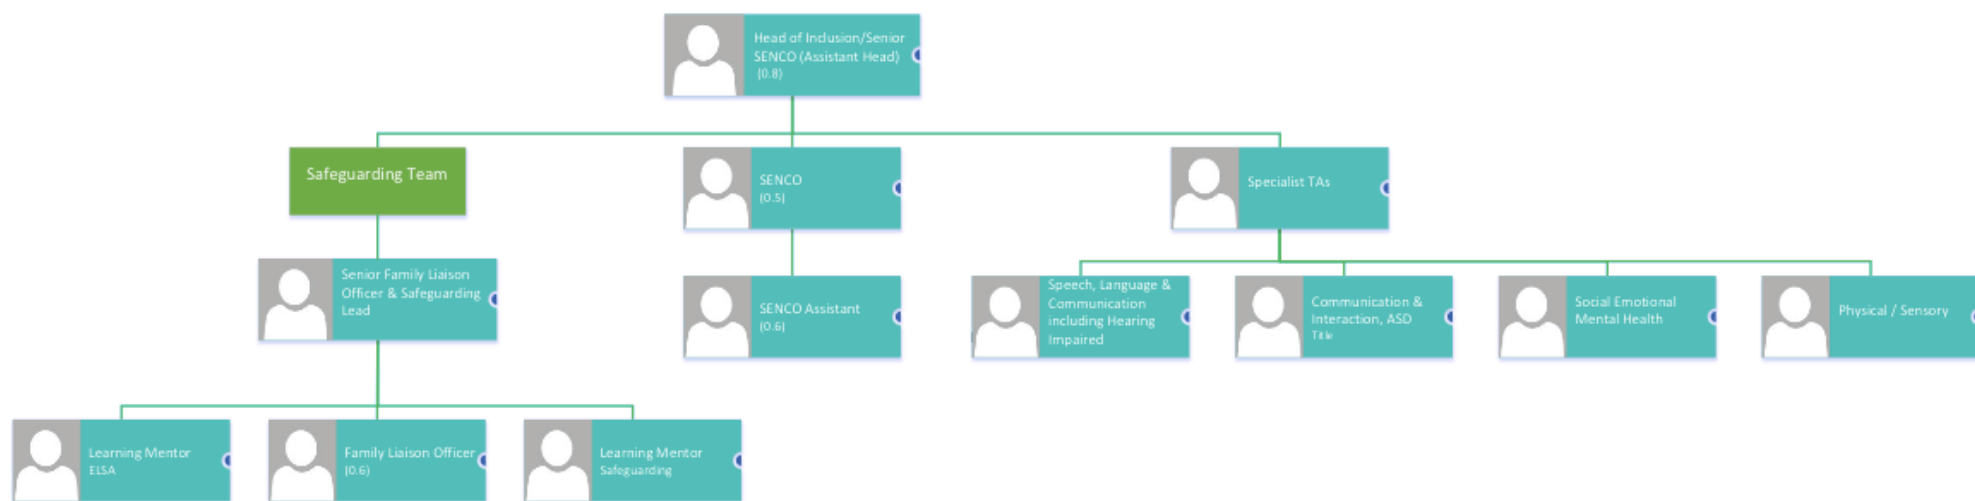 Head of Inclusion/Senior
SENCO (Assistant Head)
(0.8)
Safeguarding Team
SENCO
(0.5)
Specialist TAs
Senior Family Liaison
Officer & Safeguarding
Lead
SENCO Assistant
(0.6)
Speech, Language &
Communication
including Hearing
Impaired
Communication &
Interaction, ASD
Title
Social Emotional
Mental Health
Physical / Sensory
Learning Mentor
ELSA
Family Liaison Officer
(0.6)
Learning Mentor
Safeguarding